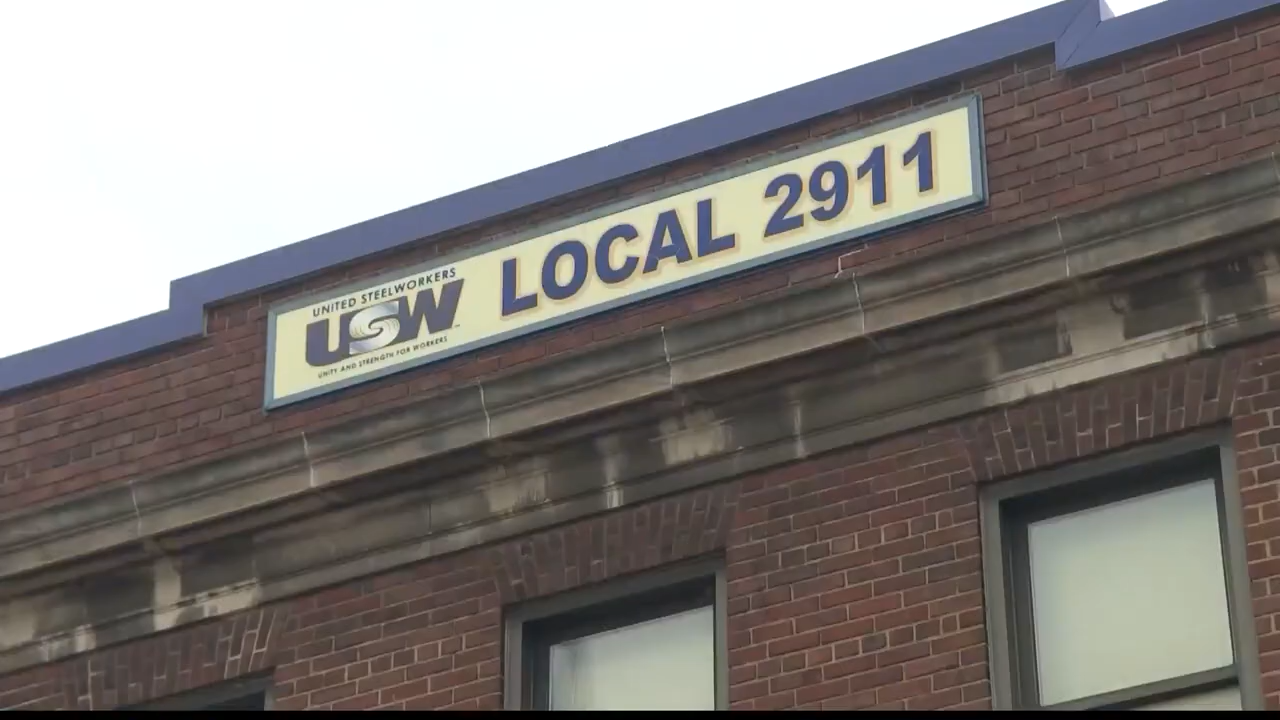 UNITED STEELWORKERS
USW
UNITY AND STRENGTH FOR WORKERS
LOCAL 2911